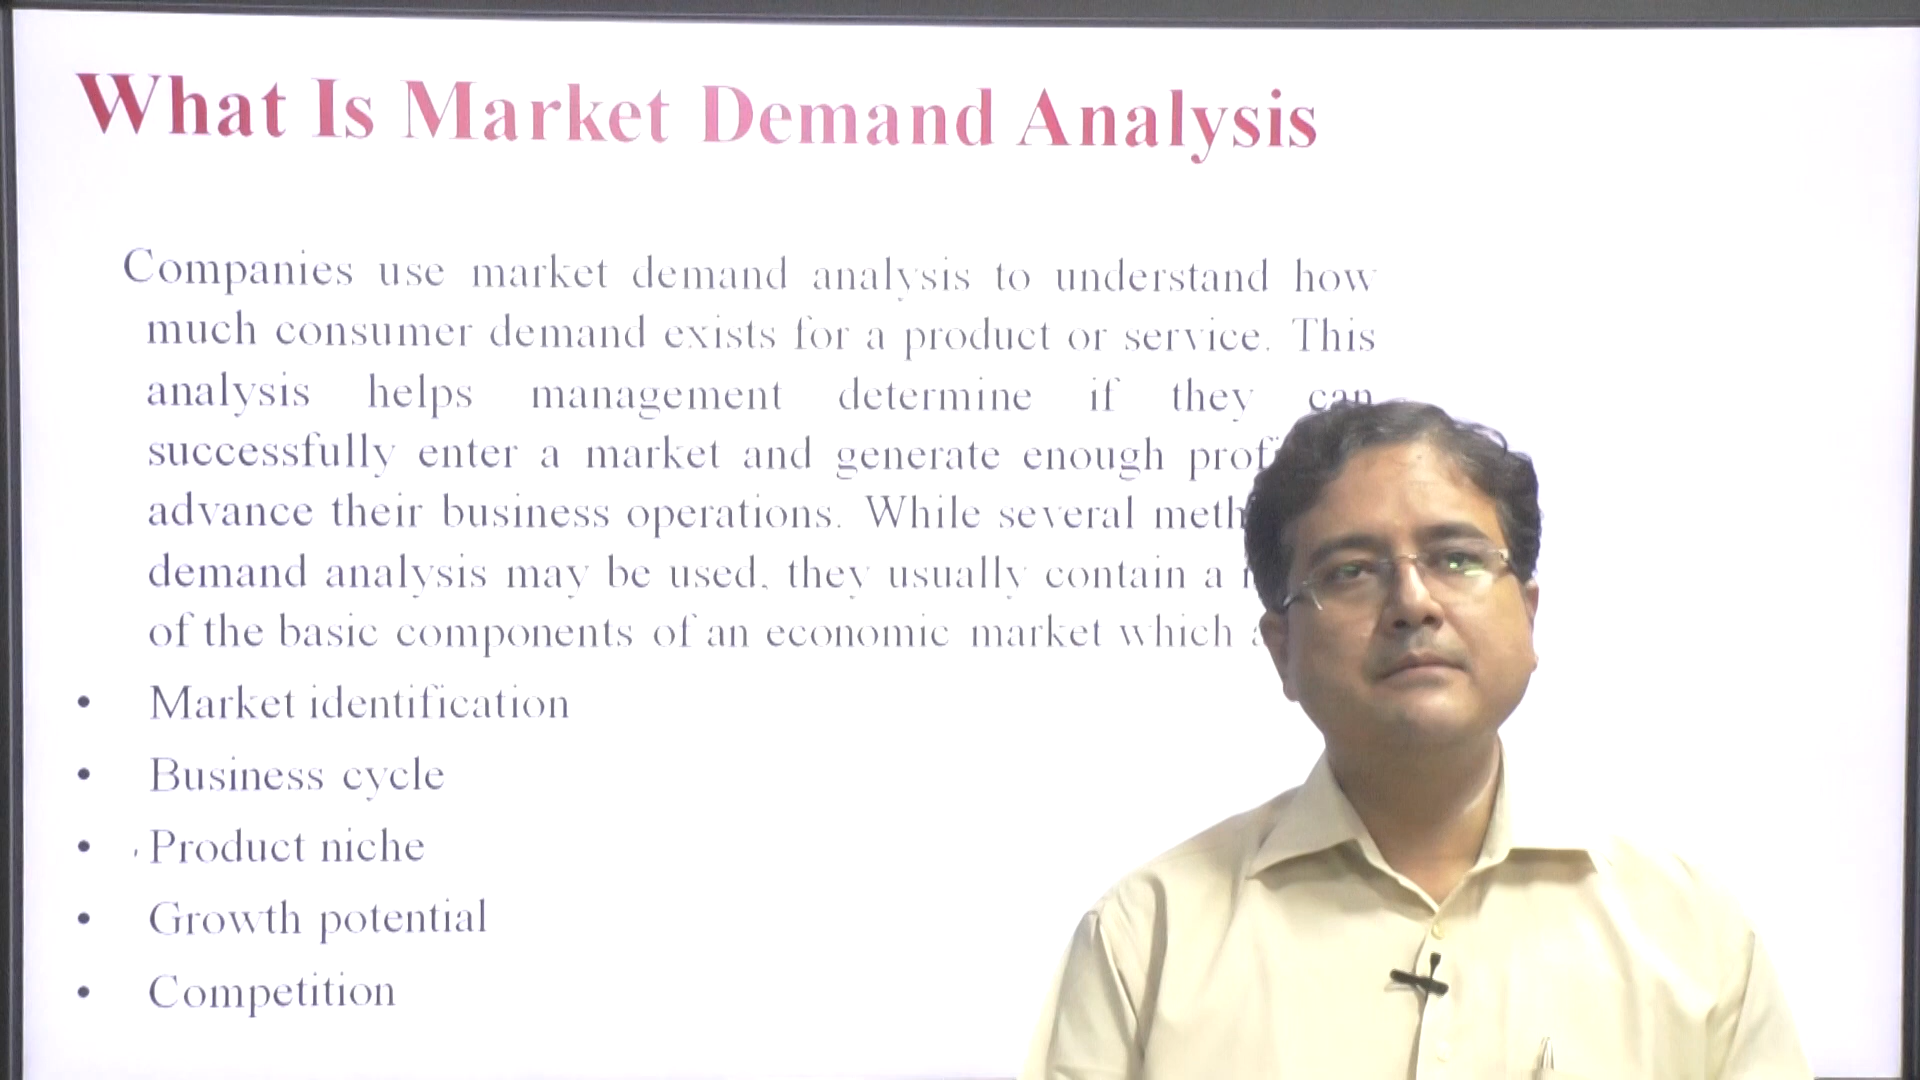 What Is Market Demand Analysis
Companies use market demand analysis to understand how
much consumer demand exists for a product or service. This
analysis helps management determine if they can
successfully enter a market and generate enough
advance their business operations. While several
demand analysis may be used, they usually contain a
of the basic components of an economic market which
• Market identification
• Business cycle
• Product niche
• Growth potential
• Competition